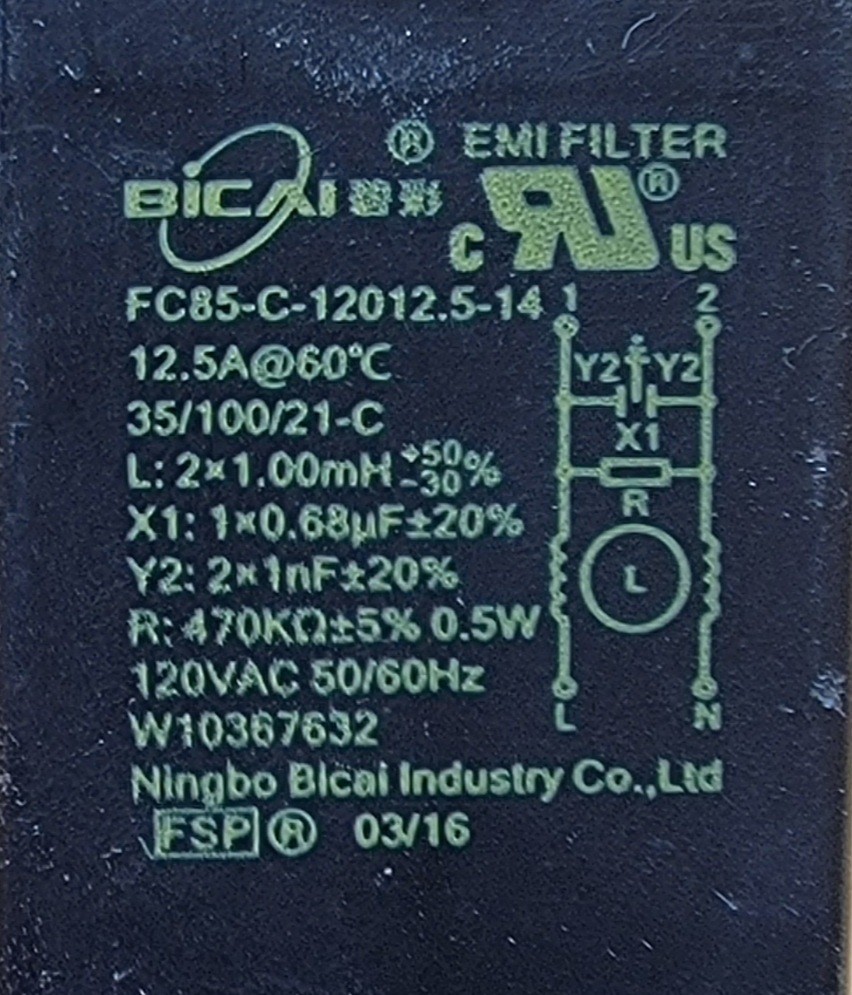 ® EMI FILTER
BICAI 碧彩
C RU® US
FC85-C-12012.5-14
12.5A@60℃
35/100/21-C
L: 2×1.00mH +50 -30 %
X1: 1×0.68µF±20%
Y2: 2×1nF±20%
R: 470KΩ±5% 0.5W
120VAC 50/60Hz
W10367632
Ningbo Bicai Industry Co.,Ltd
FSP® 03/16
1 2
Y2 Y2
X1
R
L
L N